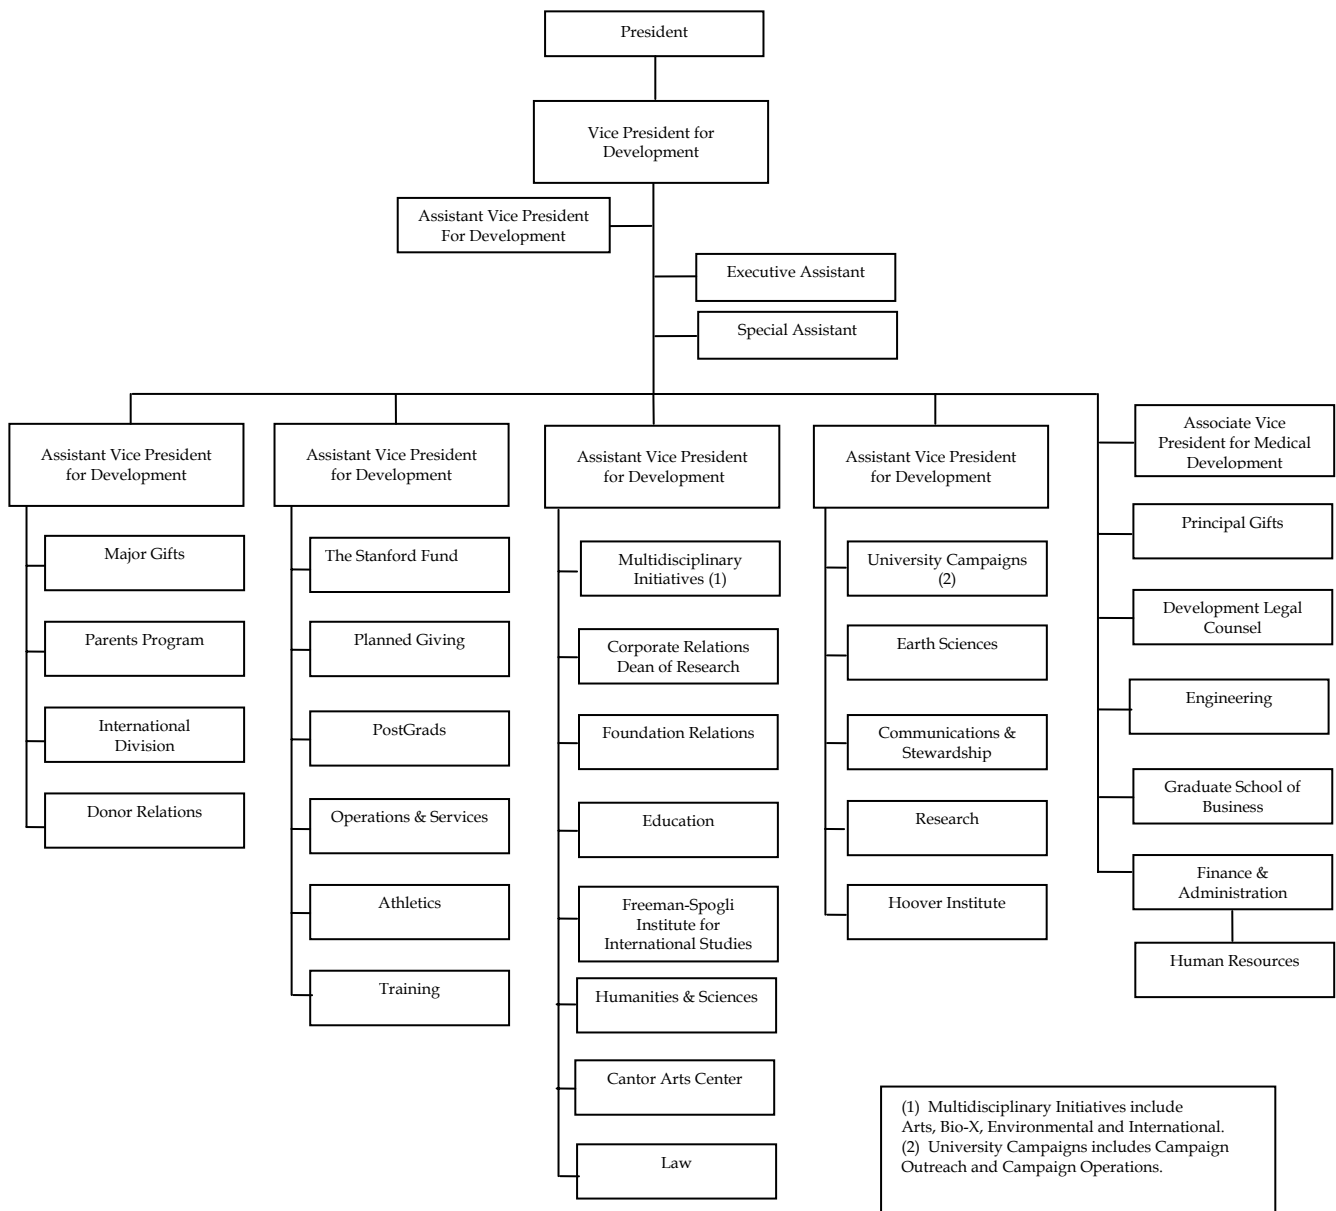 President
Vice President for
Development
Assistant Vice President
For Development
Executive Assistant
Special Assistant
Assistant Vice President
for Development
Major Gifts
Parents Program
International
Division
Donor Relations
Assistant Vice President
for Development
The Stanford Fund
Planned Giving
PostGrads
Operations & Services
Athletics
Training
Assistant Vice President
for Development
Multidisciplinary
Initiatives (1)
Corporate Relations
Dean of Research
Foundation Relations
Education
Freeman-Spogli
Institute for
International Studies
Humanities & Sciences
Cantor Arts Center
Law
Assistant Vice President
for Development
University Campaigns
(2)
Earth Sciences
Communications &
Stewardship
Research
Hoover Institute
Associate Vice
President for Medical
Development
Principal Gifts
Development Legal
Counsel
Engineering
Graduate School of
Business
Finance &
Administration
Human Resources
(1) Multidisciplinary Initiatives include
Arts, Bio-X, Environmental and International.
(2) University Campaigns includes Campaign
Outreach and Campaign Operations.